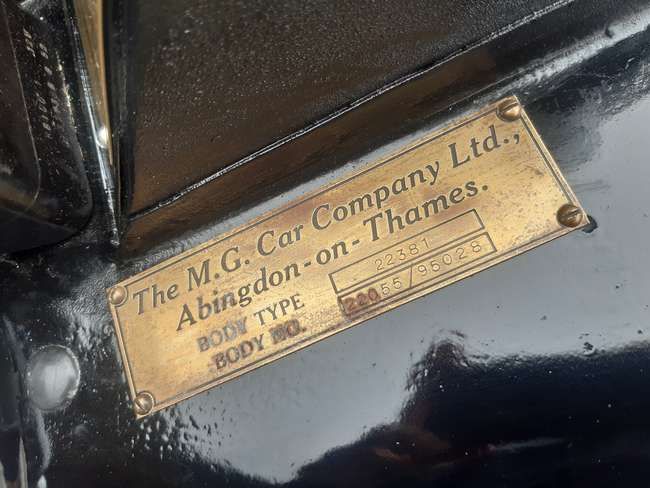 The M.G. Car Company Ltd.,
Abingdon-on-Thames.
BODY TYPE 22381
BODY NO. 22055/95028